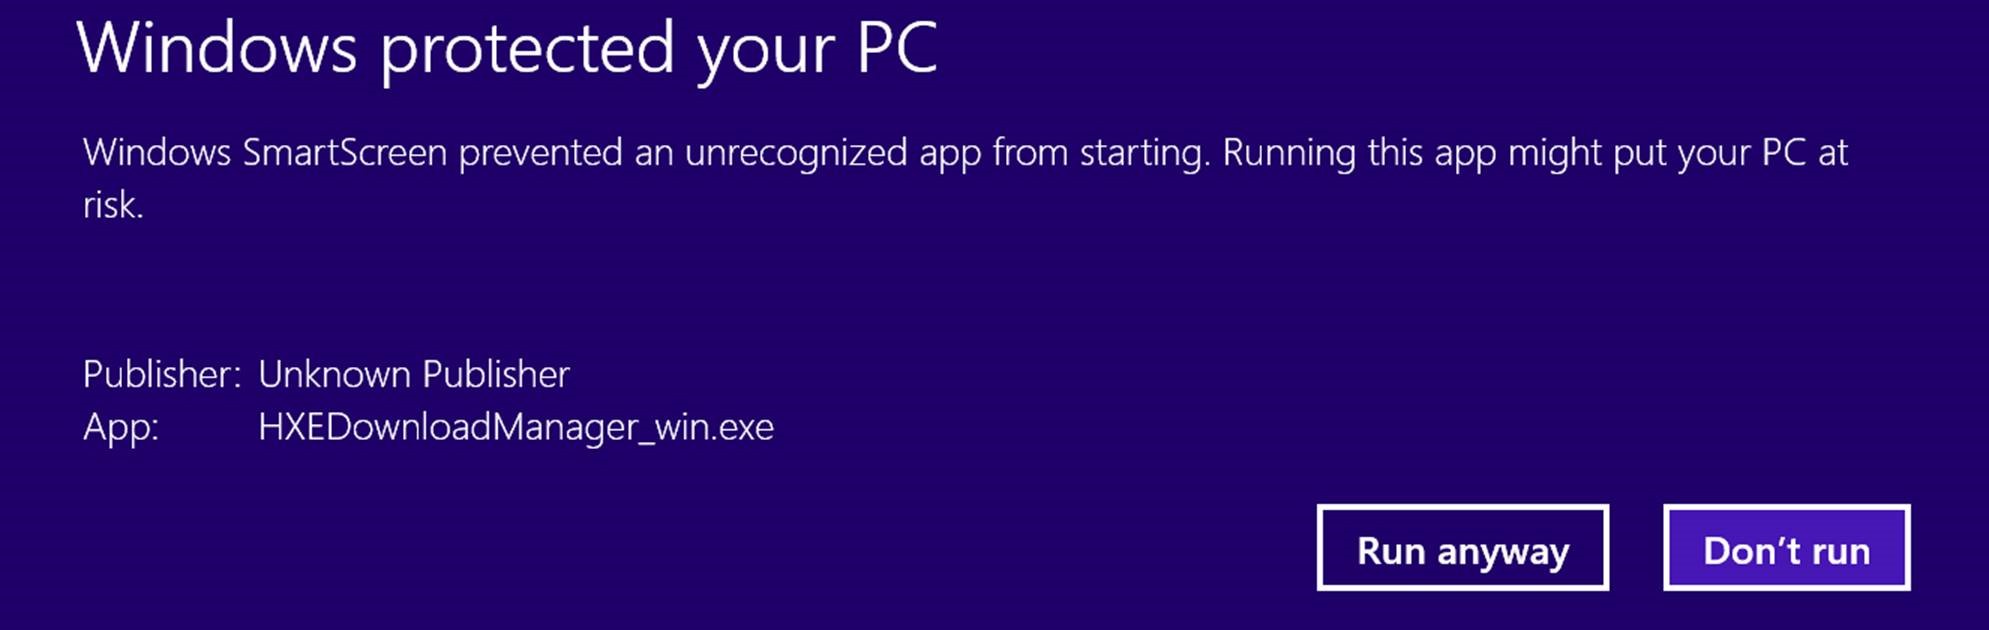 Windows protected your PC
Windows SmartScreen prevented an unrecognized app from starting. Running this app might put your PC at
risk.
Publisher: Unknown Publisher
App: HXEDownloadManager_win.exe
Run anyway
Don’t run